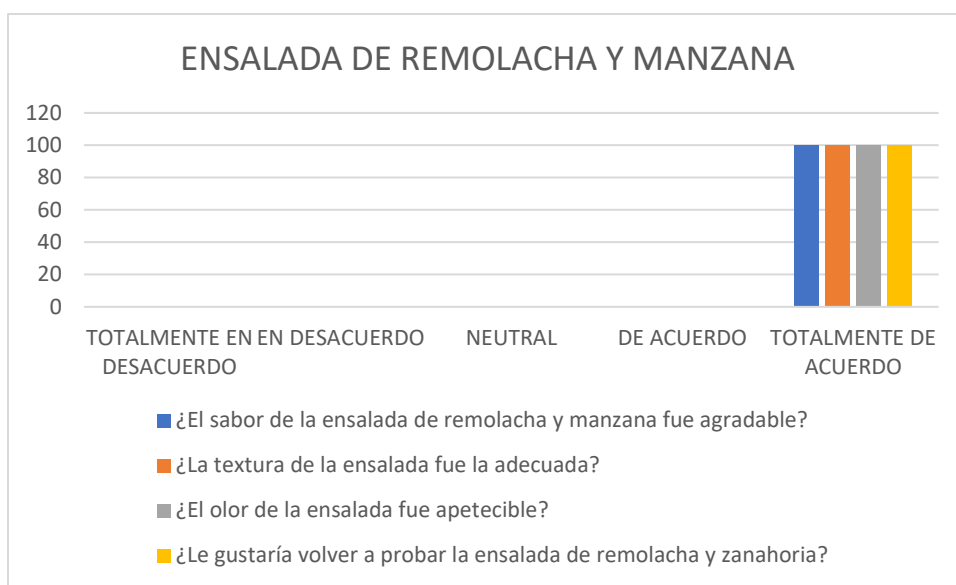 ENSALADA DE REMOLACHA Y MANZANA
120
100
80
60
40
20
0
TOTALMENTE EN DESACUERDO
EN DESACUERDO
NEUTRAL
DE ACUERDO
TOTALMENTE DE ACUERDO
¿El sabor de la ensalada de remolacha y manzana fue agradable?
¿La textura de la ensalada fue la adecuada?
¿El olor de la ensalada fue apetecible?
¿Le gustaría volver a probar la ensalada de remolacha y zanahoria?